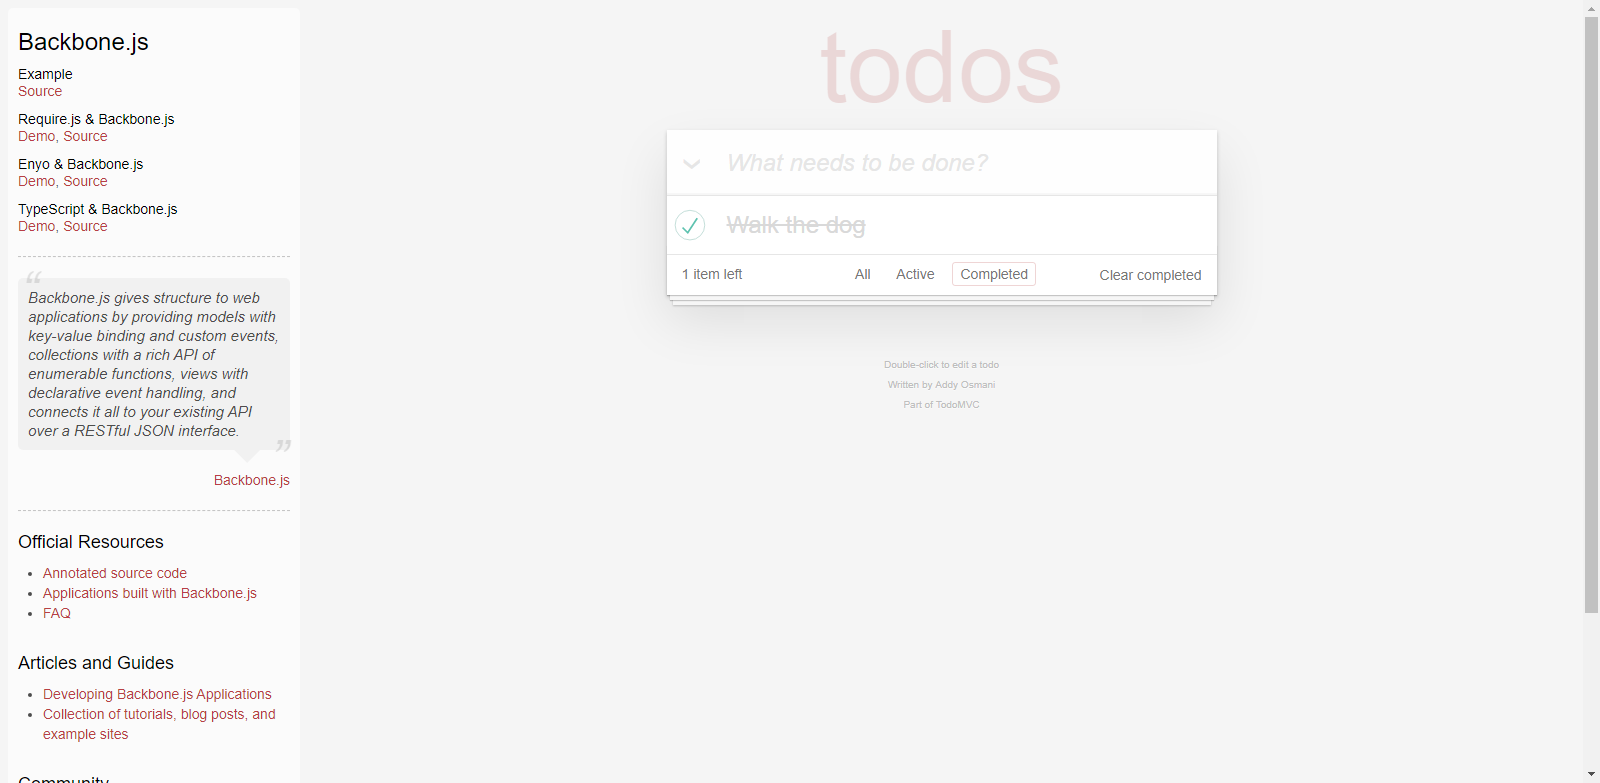 Backbone.js
Example
Source
Require.js & Backbone.js
Demo, Source
Enyo & Backbone.js
Demo, Source
TypeScript & Backbone.js
Demo, Source
“
Backbone.js gives structure to web
applications by providing models with
key-value binding and custom events,
collections with a rich API of
enumerable functions, views with
declarative event handling, and
connects it all to your existing API
over a RESTful JSON interface.
”
Backbone.js
Official Resources
• Annotated source code
• Applications built with Backbone.js
• FAQ
Articles and Guides
• Developing Backbone.js Applications
• Collection of tutorials, blog posts, and
example sites
Community
todos
What needs to be done?
Walk the dog
1 item left
All
Active
Completed
Clear completed
Double-click to edit a todo
Written by Addy Osmani
Part of TodoMVC